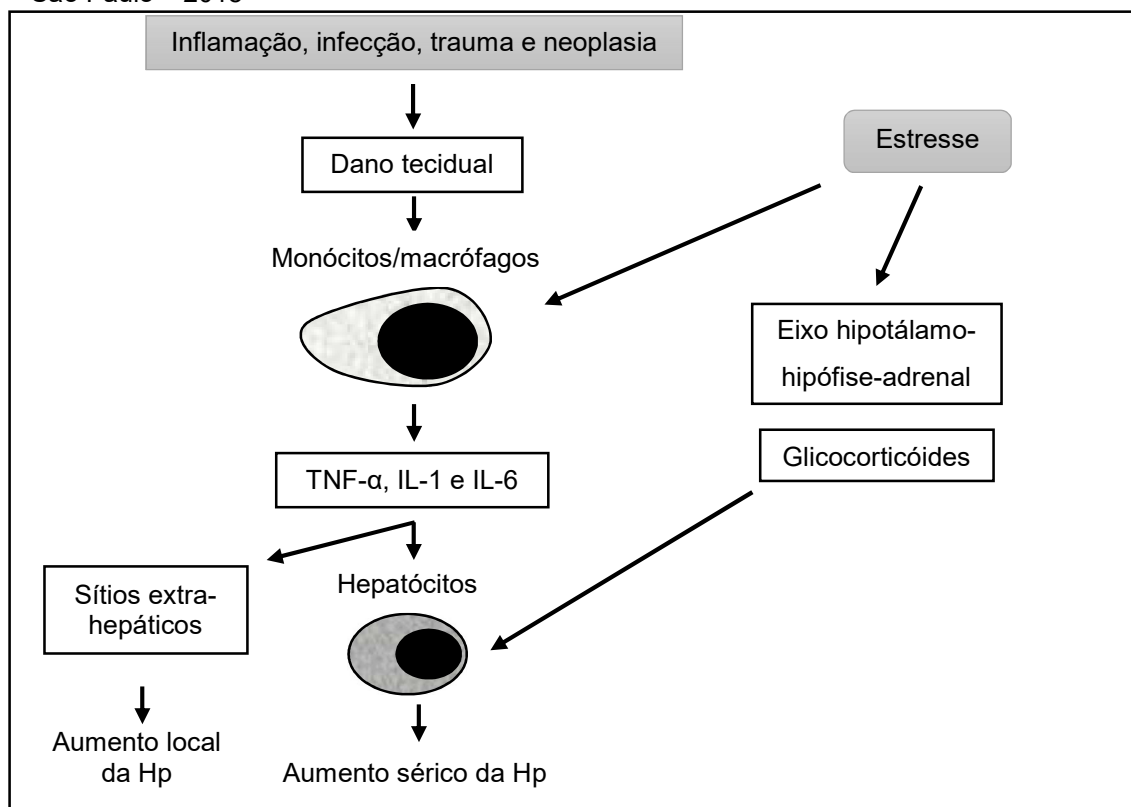 Inflamação, infecção, trauma e neoplasia
Estresse
Dano tecidual
Monócitos/macrófagos
Eixo hipotálamo-
hipófise-adrenal
Glicocorticóides
TNF-α, IL-1 e IL-6
Hepatócitos
Sítios extra-
hepáticos
Aumento local
da Hp
Aumento sérico da Hp